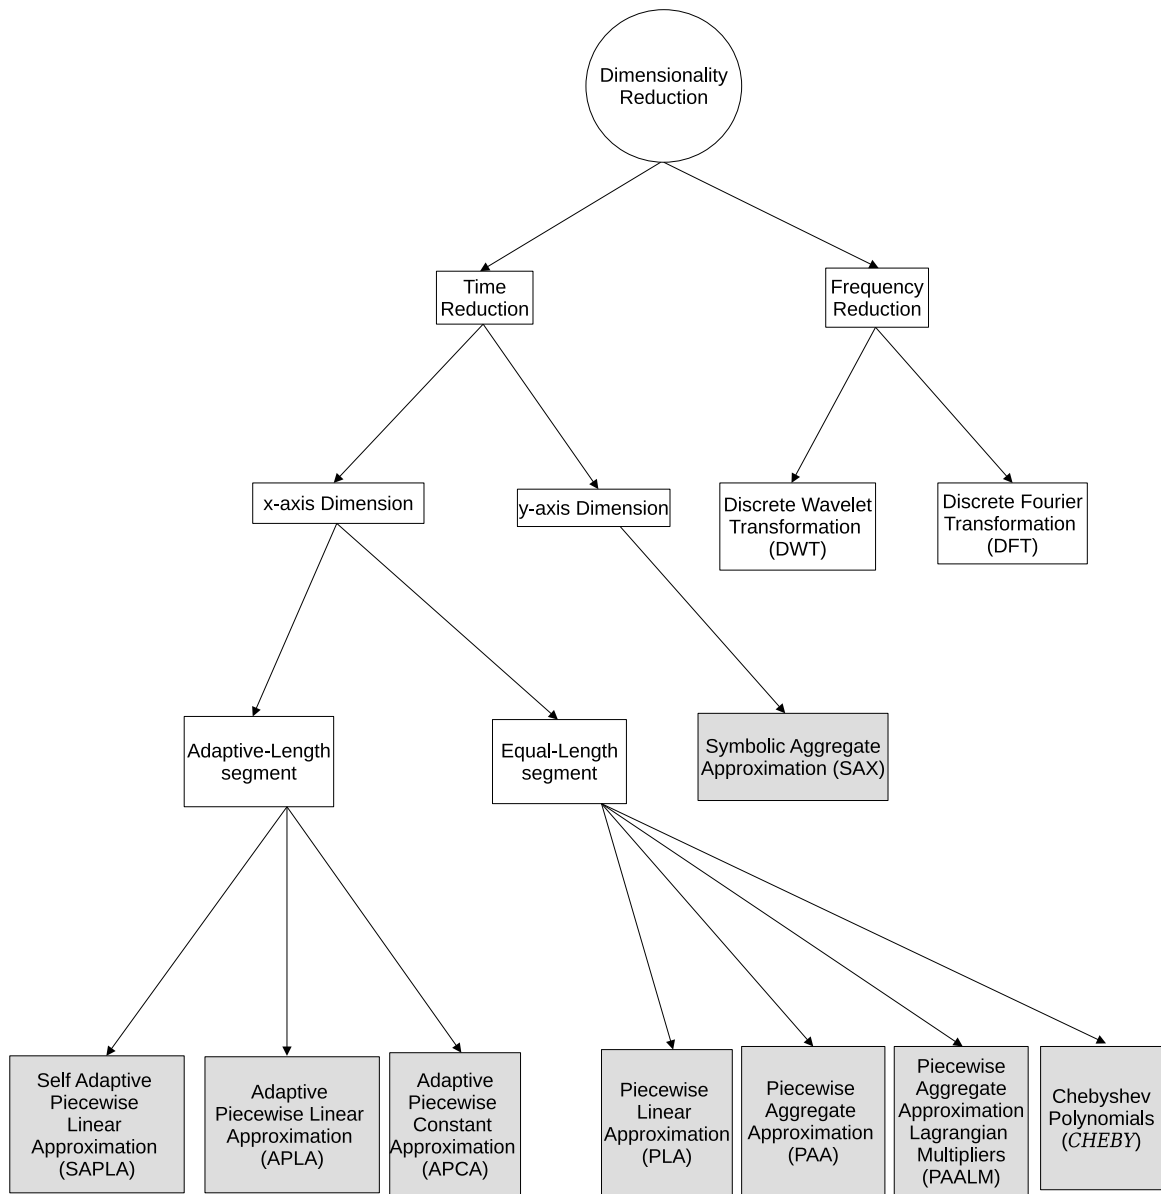 Dimensionality
Reduction
Time
Reduction
Frequency
Reduction
x-axis Dimension
y-axis Dimension
Discrete Wavelet
Transformation
(DWT)
Discrete Fourier
Transformation
(DFT)
Adaptive-Length
segment
Equal-Length
segment
Symbolic Aggregate
Approximation (SAX)
Self Adaptive
Piecewise
Linear
Approximation
(SAPLA)
Adaptive
Piecewise Linear
Approximation
(APLA)
Adaptive
Piecewise
Constant
Approximation
(APCA)
Piecewise
Linear
Approximation
(PLA)
Piecewise
Aggregate
Approximation
(PAA)
Piecewise
Aggregate
Approximation
Lagrangian
Multipliers
(PAALM)
Chebyshev
Polynomials
(CHEBY)